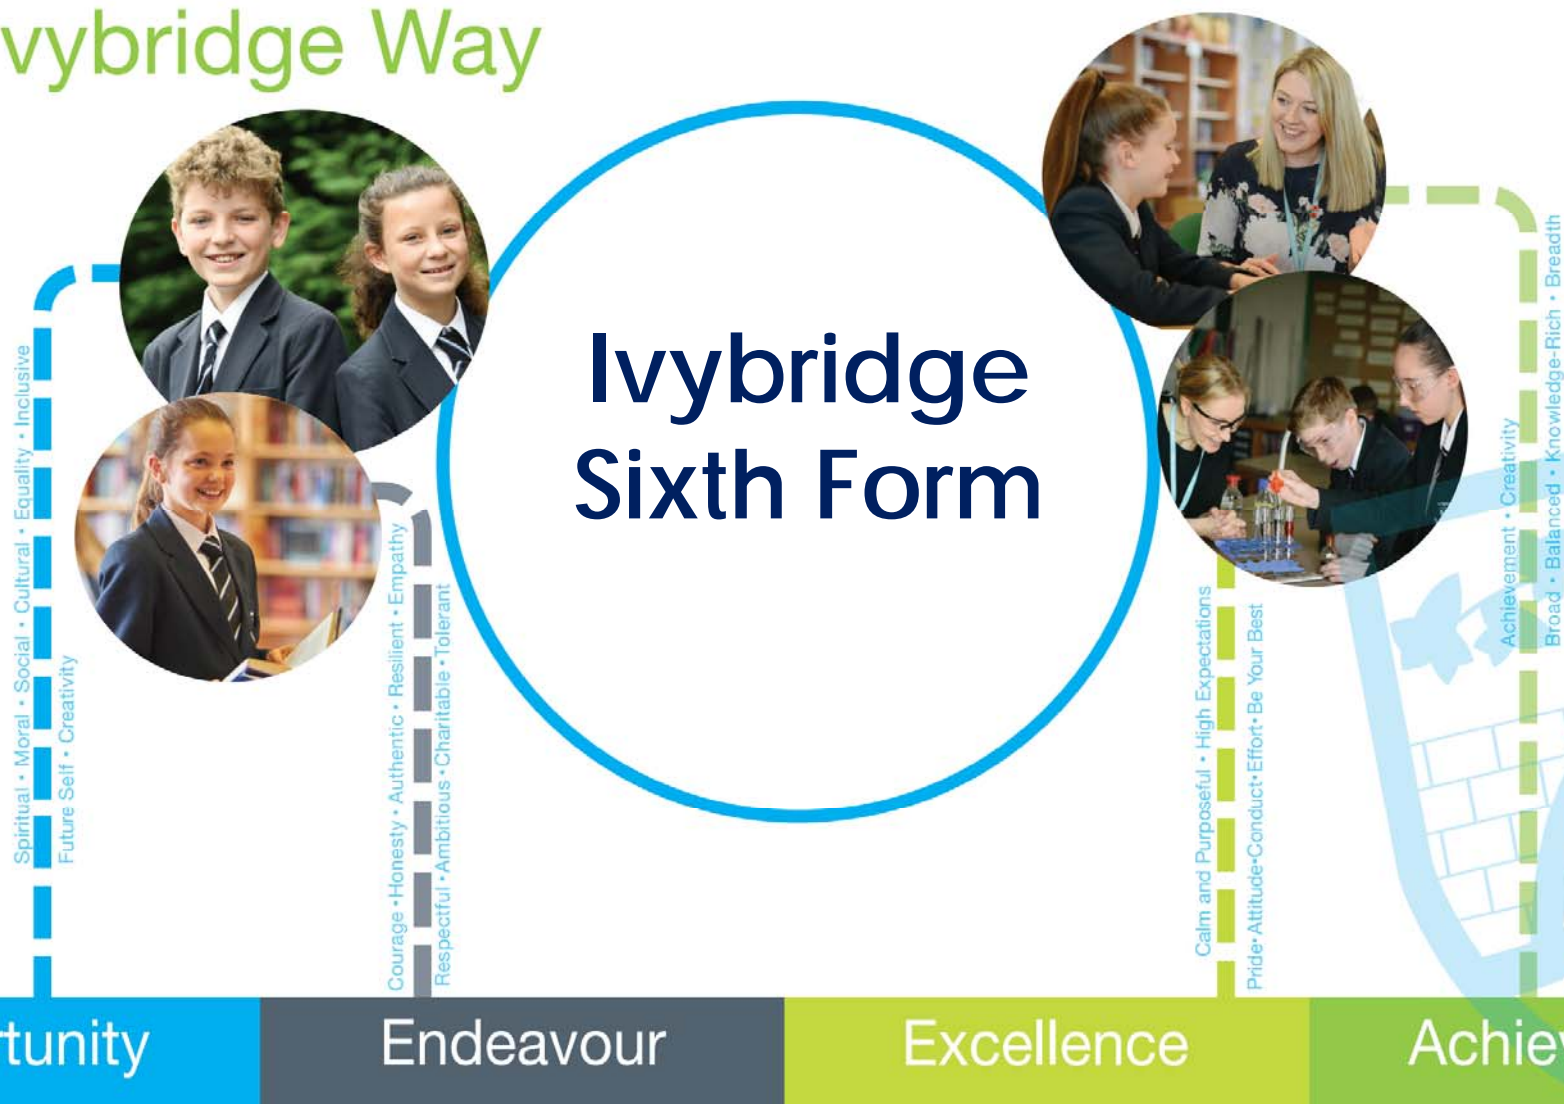 vybridge Way
Ivybridge
Sixth Form
Spiritual • Moral • Social • Cultural • Equality • Inclusive
Future Self • Creativity
Courage • Honesty • Authentic • Resilient • Empathy
Respectful • Ambitious • Charitable • Tolerant
Calm and Purposeful • High Expectations
Pride • Attitude • Conduct • Effort • Be Your Best
Achievement • Creativity
Broad • Balanced • Knowledge-Rich • Breadth
tunity
Endeavour
Excellence
Achiev